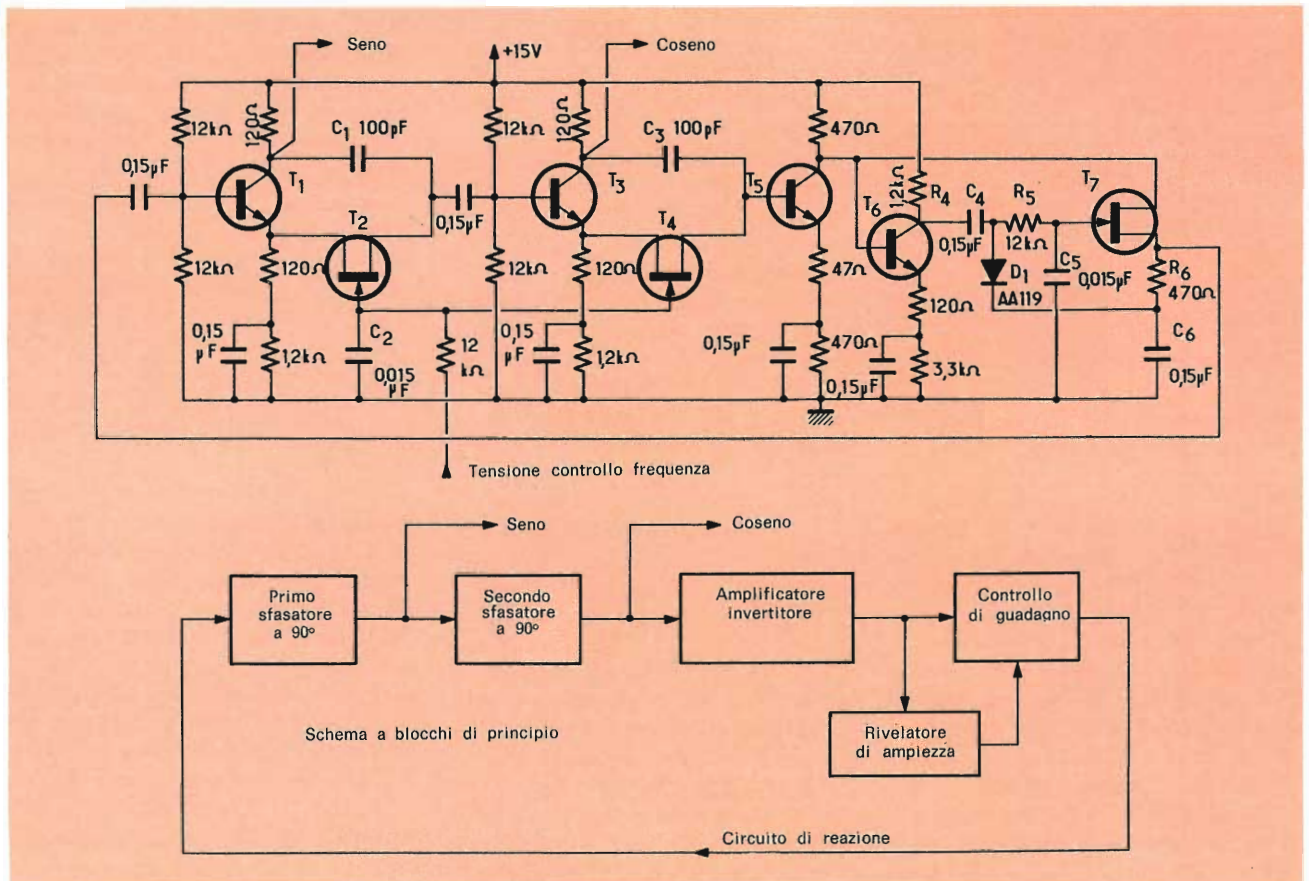 Seno
+15V
Coseno
12kΩ
120Ω
C₁ 100pF
12kΩ
120Ω
C₃ 100pF
470Ω
0,15µF
T₁
0,15µF
T₃
T₅
1,2kΩ
R₄
C₄
R₅
T₇
T₂
T₄
T₆
0,15µF
12kΩ
12kΩ
120Ω
12kΩ
120Ω
47Ω
D₁
AA119
C₅
0,015µF
R₆
470Ω
0,15
µF
1,2kΩ
C₂
0,015
µF
12
kΩ
0,15
µF
1,2kΩ
0,15µF
470Ω
120Ω
0,15µF
3,3kΩ
C₆
0,15µF
Tensione controllo frequenza
Seno
Coseno
Primo
sfasatore
a 90°
Secondo
sfasatore
a 90°
Amplificatore
invertitore
Controllo
di guadagno
Schema a blocchi di principio
Rivelatore
di ampiezza
Circuito di reazione